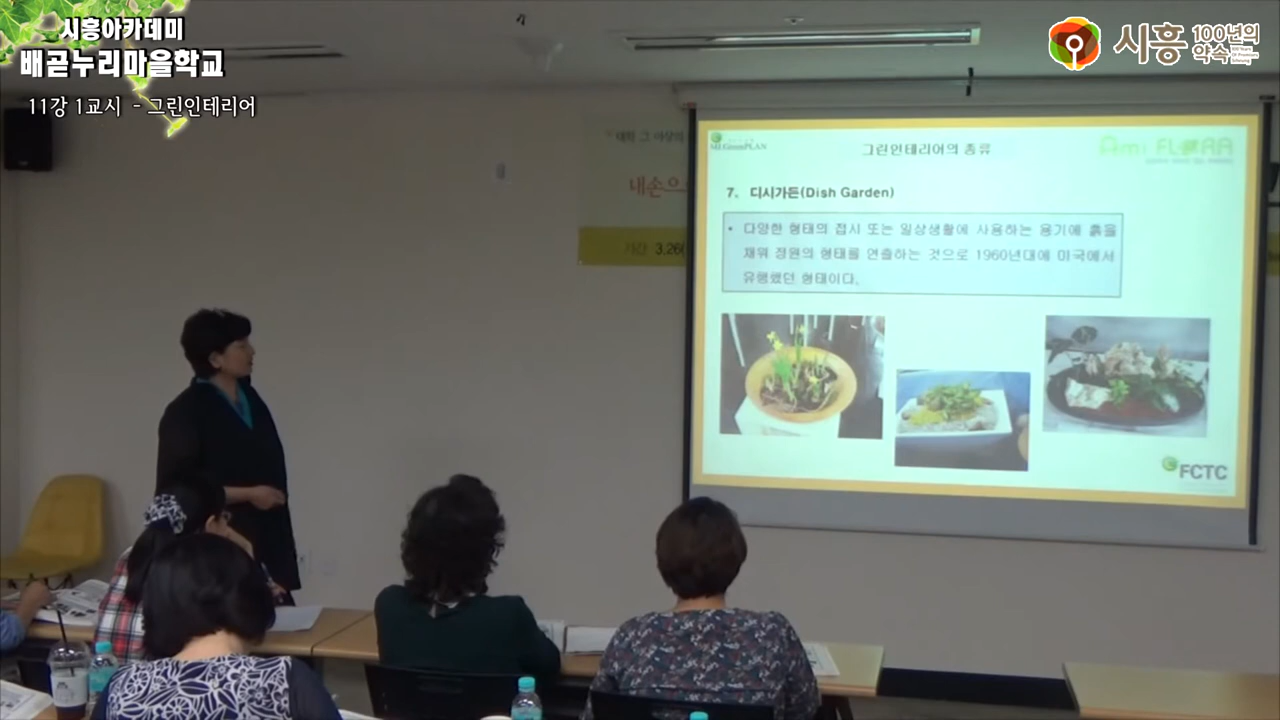 시흥아카데미
배곧누리마을학교
11강 1교시 - 그린인테리어
시흥 100년의 약속
내손으
기간 3.26(
그린인테리어의 종류
7. 디시가든(Dish Garden)
• 다양한 형태의 접시 또는 일상생활에 사용하는 용기에 흙을
채워 정원의 형태를 연출하는 것으로 1960년대에 미국에서
유행했던 형태이다.
FCTC